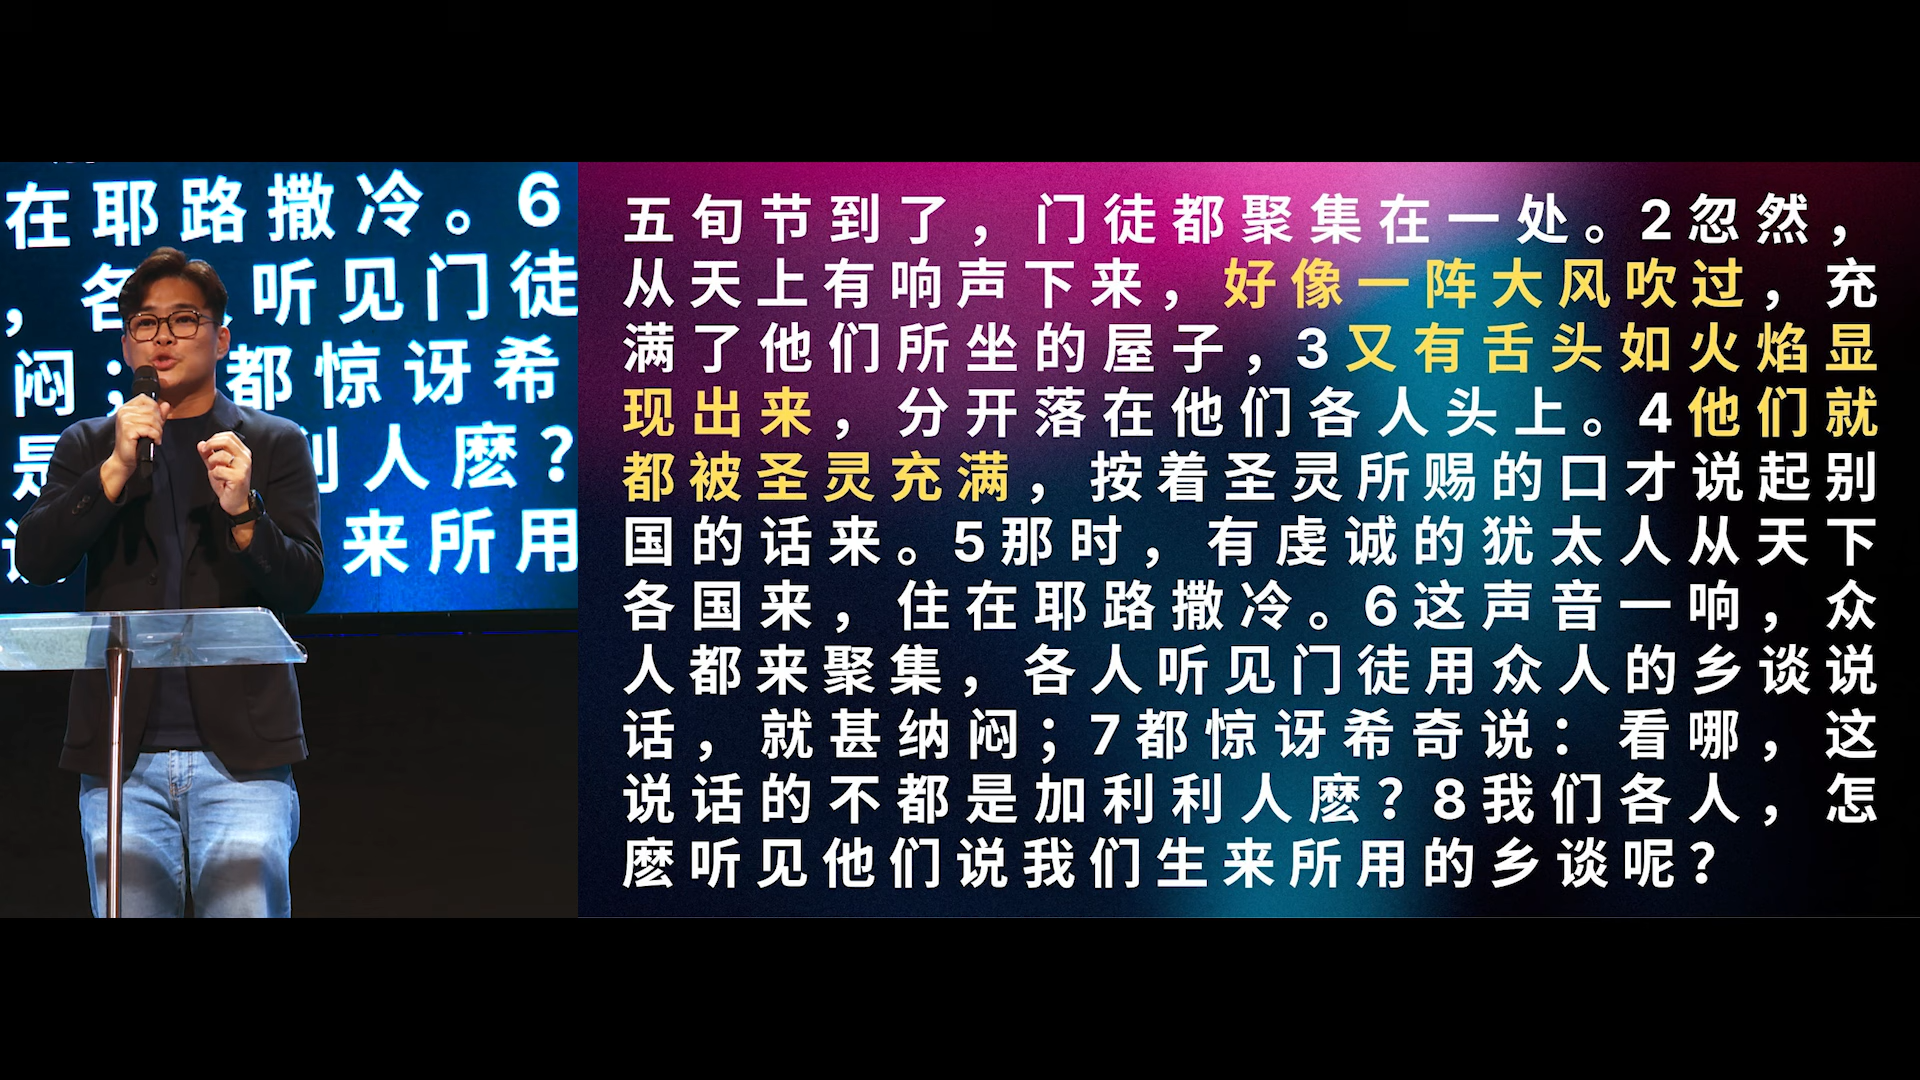 在耶路撒冷。6
，各 听见门徒
闷； 都惊讶希
是 利人麽？
来所用
五旬节到了，门徒都聚集在一处。2忽然，
从天上有响声下来，好像一阵大风吹过，充
满了他们所坐的屋子，3又有舌头如火焰显
现出来，分开落在他们各人头上。4他们就
都被圣灵充满，按着圣灵所赐的口才说起别
国的话来。5那时，有虔诚的犹太人从天下
各国来，住在耶路撒冷。6这声音一响，众
人都来聚集，各人听见门徒用众人的乡谈说
话，就甚纳闷；7都惊讶希奇说：看哪，这
说话的不都是加利利人麽？8我们各人，怎
麽听见他们说我们生来所用的乡谈呢？